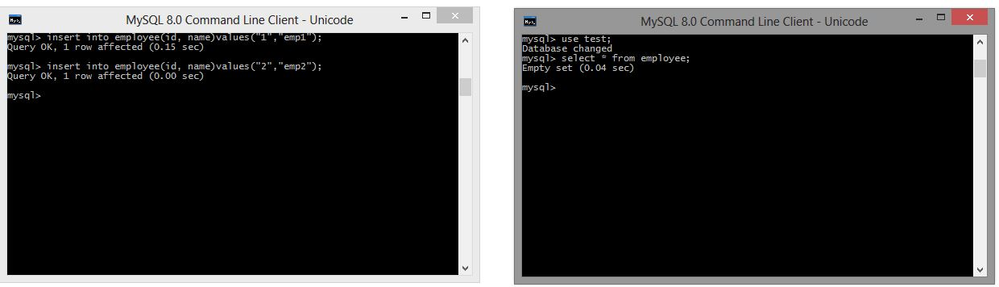 MySQL 8.0 Command Line Client - Unicode
mysql> insert into employee(id, name)values("1","emp1");
Query OK, 1 row affected (0.15 sec)
mysql> insert into employee(id, name)values("2","emp2");
Query OK, 1 row affected (0.00 sec)
mysql>
MySQL 8.0 Command Line Client - Unicode
mysql> use test;
Database changed
mysql> select * from employee;
Empty set (0.04 sec)
mysql>